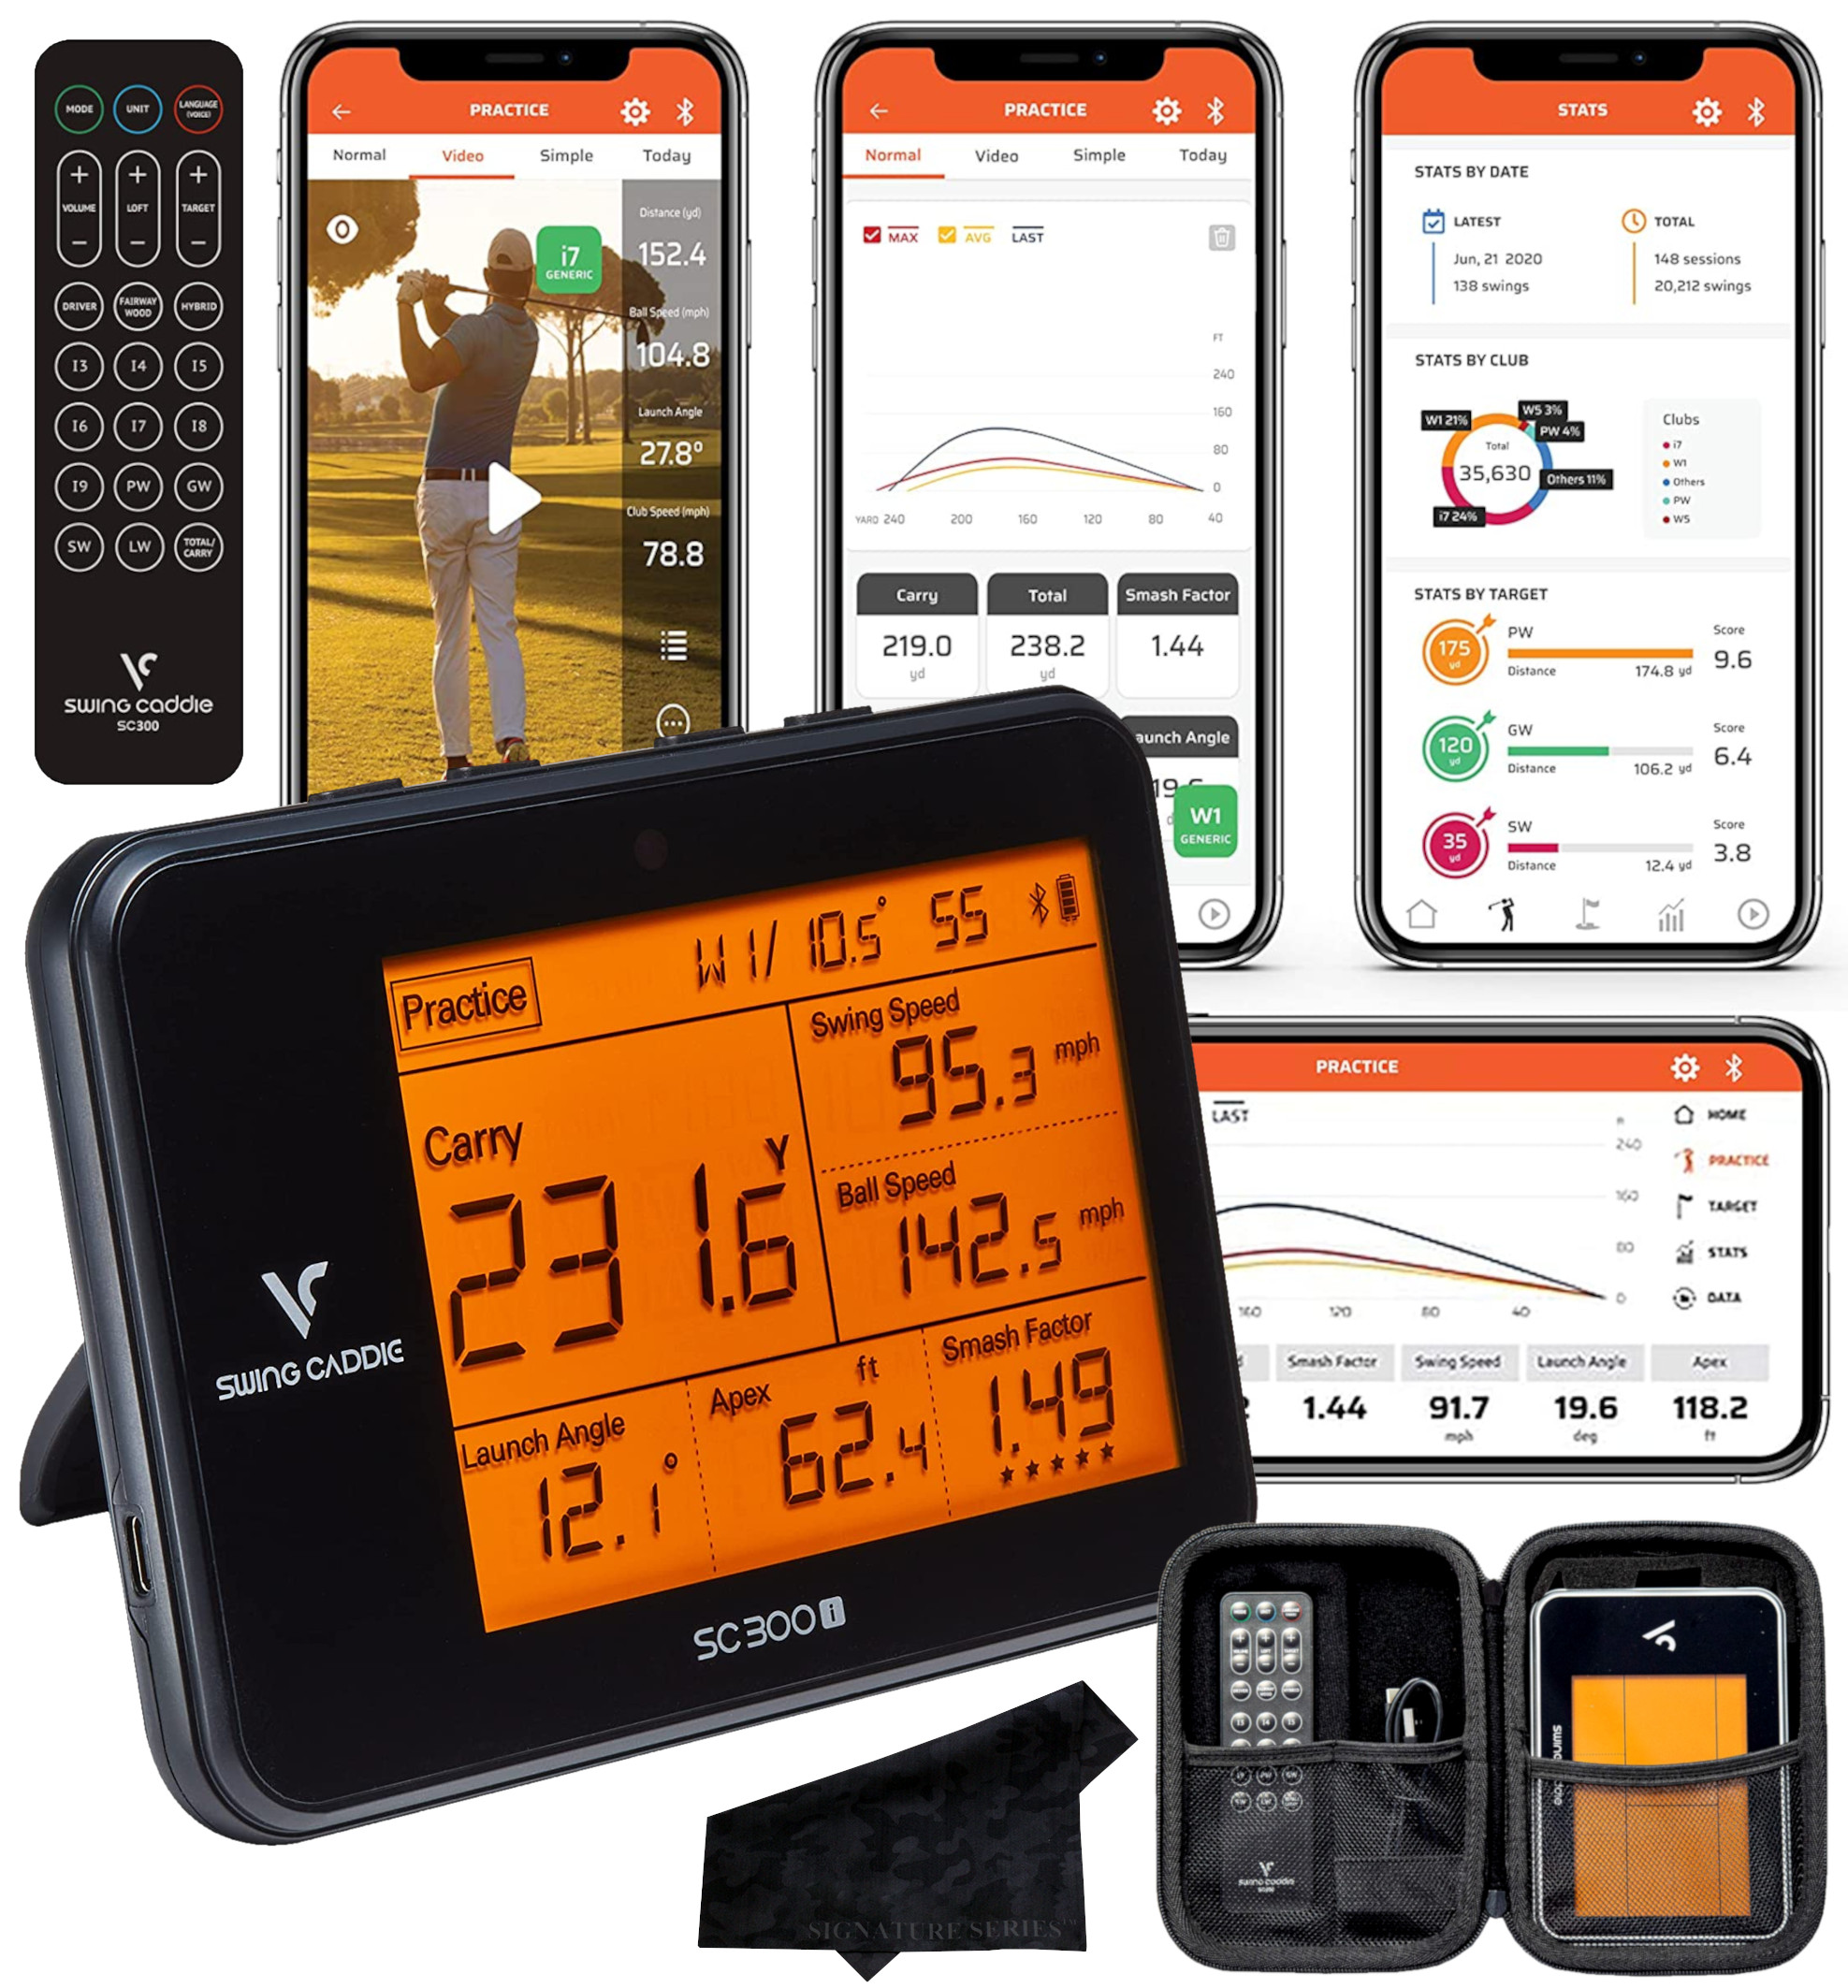 MODE
UNIT
LANGUAGE
(VOICE)
+ + +
VOLUME
LOFT
TARGET
− − −
DRIVER
FAIRWAY
WOOD
HYBRID
I3 I4 I5
I6 I7 I8
I9 PW GW
SW LW
TOTAL/
CARRY
swing caddie
SC300
PRACTICE
Normal Video Simple Today
i7
GENERIC
Distance (yd)
152.4
Ball Speed (mph)
104.8
Launch Angle
27.8°
Club Speed (mph)
78.8
PRACTICE
Normal Video Simple Today
MAX AVG LAST
FT
240
160
80
0
YARD 240 200 160 120 80 40
Carry Total Smash Factor
219.0 238.2 1.44
yd yd
Launch Angle
W1
GENERIC
STATS
STATS BY DATE
LATEST
Jun, 21 2020
138 swings
TOTAL
148 sessions
20,212 swings
STATS BY CLUB
W1 21%
W5 3%
PW 4%
Others 11%
i7 24%
Total
35,630
Clubs
i7
W1
Others
PW
W5
STATS BY TARGET
175
yd
PW
Distance 174.8 yd
Score
9.6
120
yd
GW
Distance 106.2 yd
Score
6.4
35
yd
SW
Distance 12.4 yd
Score
3.8
Practice
W1/ 10.5° 55
Carry
231.6 Y
Swing Speed
95.3 mph
Ball Speed
142.5 mph
Launch Angle
12.1°
Apex ft
62.4
Smash Factor
1.49
SWING CADDIE
SC300i
PRACTICE
LAST
240
160
80
0
160 120 80 40
HOME
PRACTICE
TARGET
STATS
DATA
Smash Factor Swing Speed Launch Angle Apex
1.44 91.7 19.6 118.2
mph deg ft
SIGNATURE SERIES™
I3 I4 I5
swing caddie